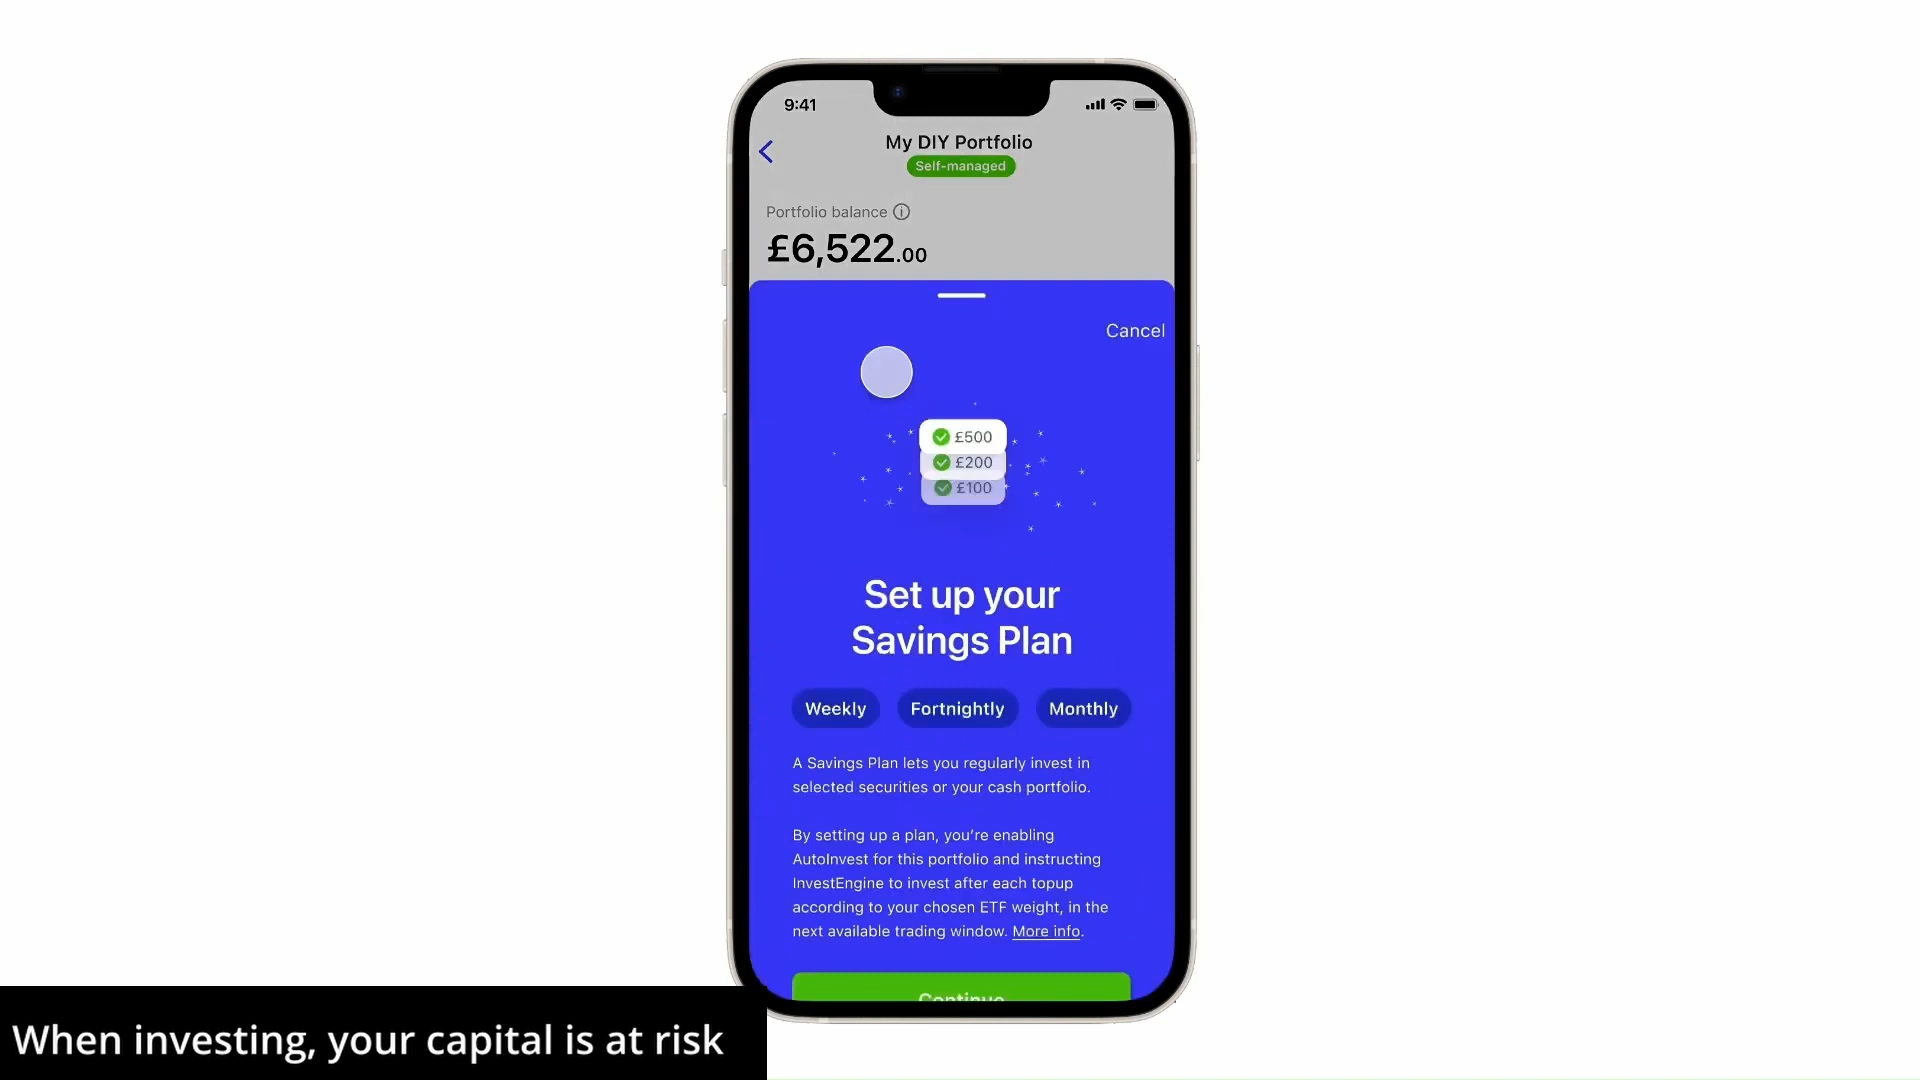 9:41
My DIY Portfolio
Self-managed
Portfolio balance
£6,522.00
Cancel
£500
£200
£100
Set up your
Savings Plan
Weekly Fortnightly Monthly
A Savings Plan lets you regularly invest in
selected securities or your cash portfolio.
By setting up a plan, you're enabling
AutoInvest for this portfolio and instructing
InvestEngine to invest after each topup
according to your chosen ETF weight, in the
next available trading window. More info.
Continue
When investing, your capital is at risk